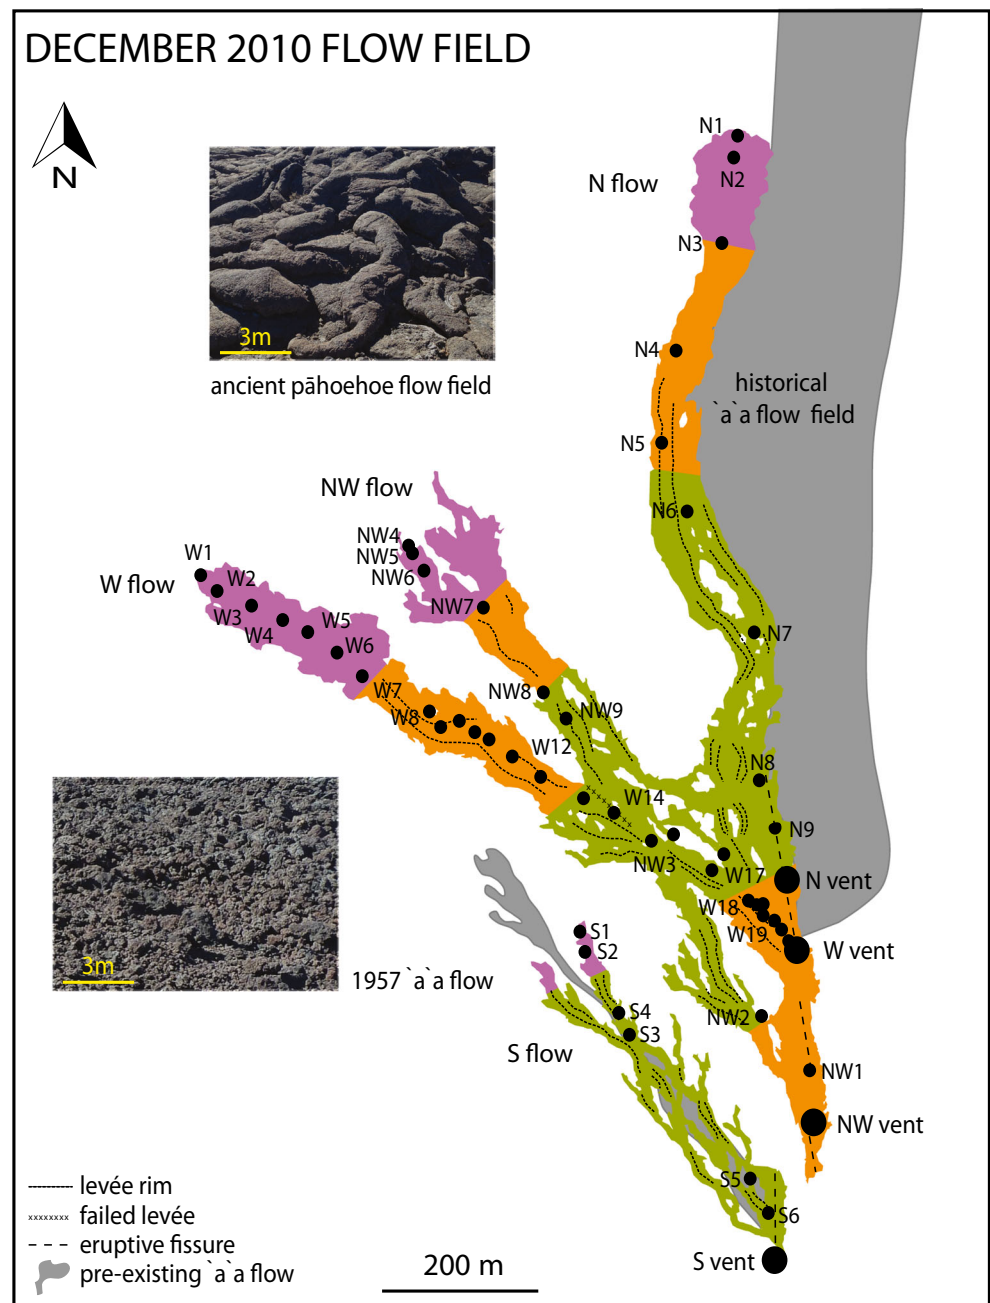 DECEMBER 2010 FLOW FIELD
N
N1
N2
N flow
N3
3m
ancient pāhoehoe flow field
N4
historical
`a`a flow field
N5
NW flow
N6
NW4
NW5
NW6
W1
W flow
W2
W3
W4
W5
W6
NW7
N7
W7
W8
NW8
NW9
W12
N8
W14
N9
NW3
W17
N vent
W18
W19
W vent
3m
1957 `a`a flow
S1
S2
S4
S3
S flow
NW2
NW1
NW vent
S5
S6
S vent
levée rim
failed levée
eruptive fissure
pre-existing `a`a flow
200 m